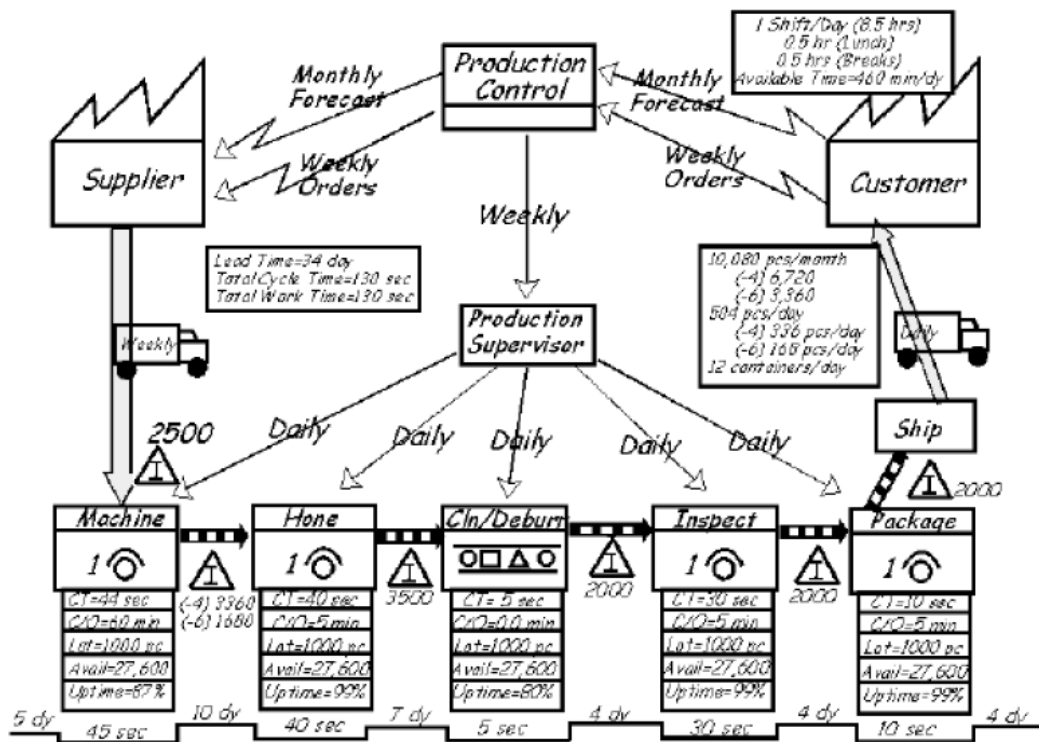 1 Shift/Day (8.5 hrs)
0.5 hr (Lunch)
0.5 hrs (Breaks)
Available Time=460 min/dy
Production
Control
Monthly
Forecast
Monthly
Forecast
Supplier
Weekly
Orders
Weekly
Orders
Customer
Weekly
Lead Time=34 day
Total Cycle Time=130 sec
Total Work Time=130 sec
10,080 pcs/month
(-4) 6,720
(-6) 3,360
504 pcs/day
(-4) 336 pcs/day
(-6) 168 pcs/day
12 containers/day
Production
Supervisor
Weekly
Daily
Ship
2500
I
Daily
Daily
Daily
Daily
Daily
I
2000
Machine
Hone
Cln/Deburr
Inspect
Package
1
1
1
1
I
I
I
I
(-4) 3360
(-6) 1680
3500
2000
2000
CT=44 sec
C/O=60 min
Lot=1000 pc
Avail=27,600
Uptime=87%
CT=40 sec
C/O=5 min
Lot=1000 pc
Avail=27,600
Uptime=99%
CT= 5 sec
C/O=0.0 min
Lot=1000 pc
Avail=27,600
Uptime=80%
CT=30 sec
C/O=5 min
Lot=1000 pc
Avail=27,600
Uptime=99%
CT=10 sec
C/O=5 min
Lot=1000 pc
Avail=27,600
Uptime=99%
5 dy
45 sec
10 dy
40 sec
7 dy
5 sec
4 dy
30 sec
4 dy
10 sec
4 dy